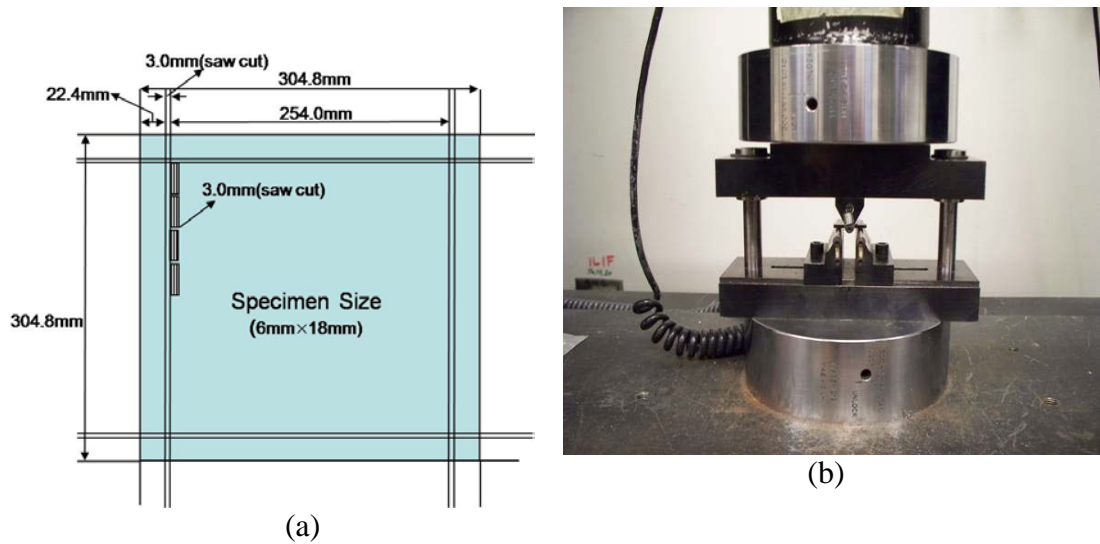 3.0mm(saw cut)
304.8mm
22.4mm
254.0mm
3.0mm(saw cut)
304.8mm
Specimen Size
(6mm×18mm)
(a)
(b)